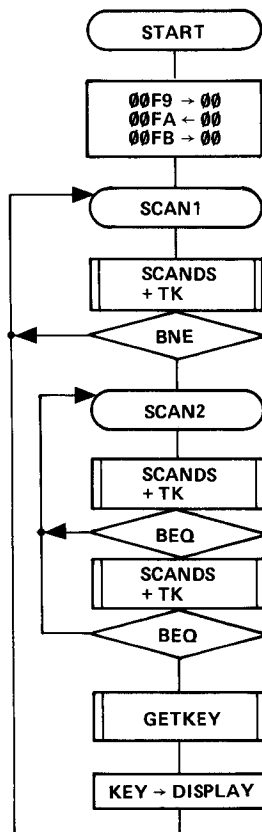 START
00F9 → 00
00FA ← 00
00FB → 00
SCAN1
SCANDS
+ TK
BNE
SCAN2
SCANDS
+ TK
BEQ
SCANDS
+ TK
BEQ
GETKEY
KEY → DISPLAY